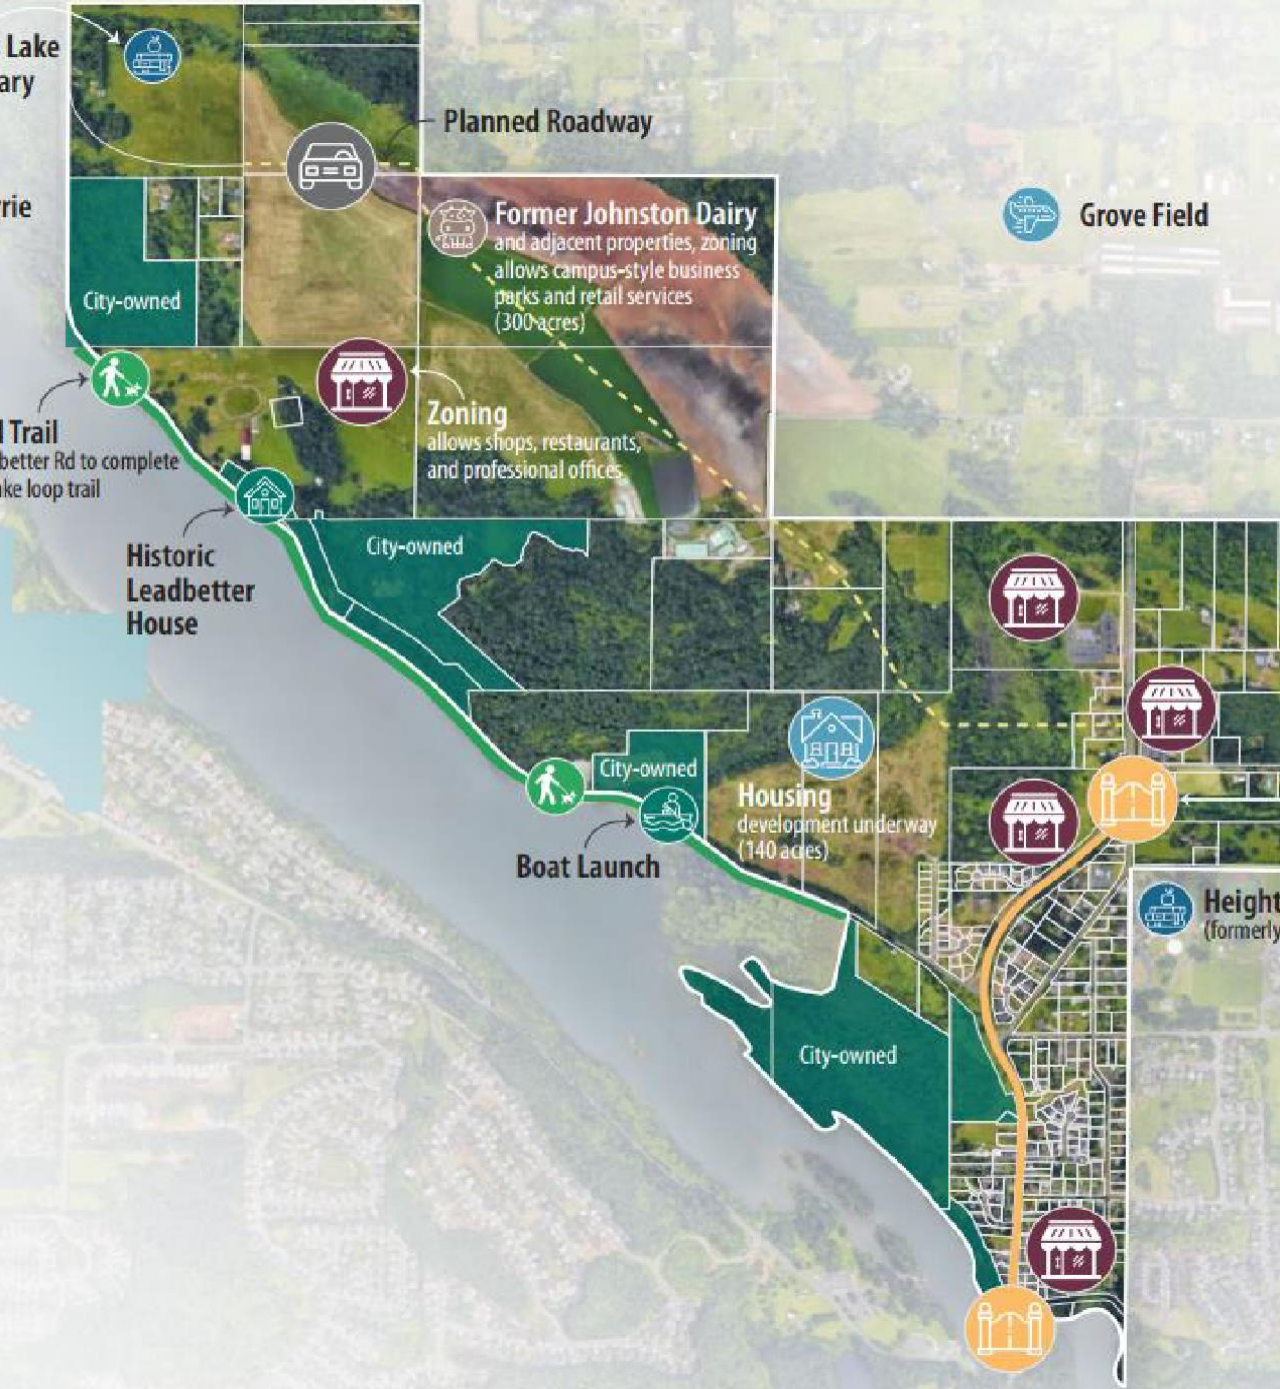 Lake
ary
Planned Roadway
rie
Former Johnston Dairy
and adjacent properties, zoning
allows campus-style business
parks and retail services
(300 acres)
Grove Field
City-owned
Zoning
allows shops, restaurants,
and professional offices
l Trail
better Rd to complete
ke loop trail
Historic
Leadbetter
House
City-owned
City-owned
Boat Launch
Housing
development underway
(140 acres)
Height
(formerly
City-owned